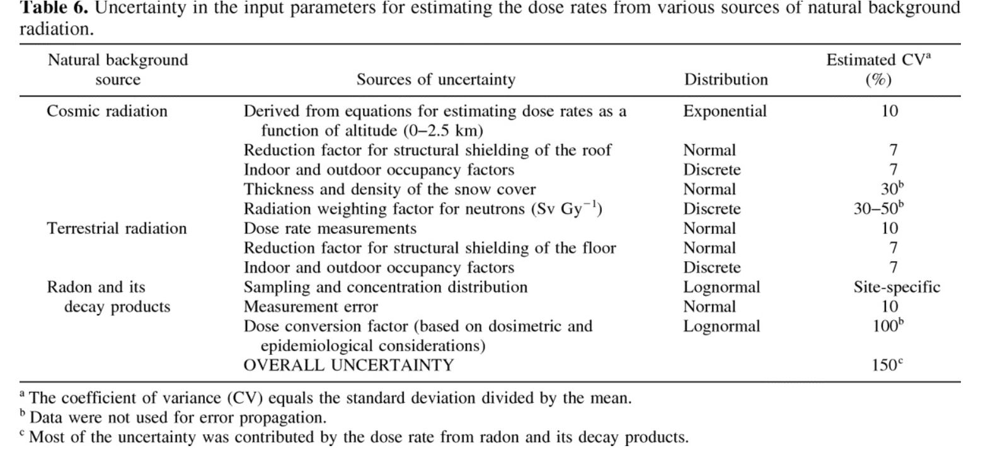 Table 6. Uncertainty in the input parameters for estimating the dose rates from various sources of natural background
radiation.
Natural background
source
Sources of uncertainty
Distribution
Estimated CVᵃ
(%)
Cosmic radiation Derived from equations for estimating dose rates as a Exponential 10
function of altitude (0–2.5 km)
Reduction factor for structural shielding of the roof Normal 7
Indoor and outdoor occupancy factors Discrete 7
Thickness and density of the snow cover Normal 30ᵇ
Radiation weighting factor for neutrons (Sv Gy⁻¹) Discrete 30–50ᵇ
Terrestrial radiation Dose rate measurements Normal 10
Reduction factor for structural shielding of the floor Normal 7
Indoor and outdoor occupancy factors Discrete 7
Radon and its Sampling and concentration distribution Lognormal Site-specific
decay products Measurement error Normal 10
Dose conversion factor (based on dosimetric and Lognormal 100ᵇ
epidemiological considerations)
OVERALL UNCERTAINTY 150ᶜ
ᵃ The coefficient of variance (CV) equals the standard deviation divided by the mean.
ᵇ Data were not used for error propagation.
ᶜ Most of the uncertainty was contributed by the dose rate from radon and its decay products.